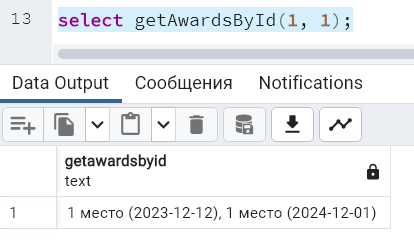 13 select getAwardsById(1, 1);
Data Output Сообщения Notifications
getawardsbyid
text
1 1 место (2023-12-12), 1 место (2024-12-01)